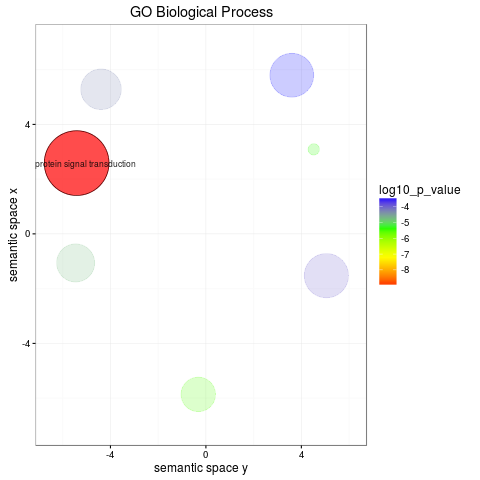 GO Biological Process
4
0
-4
semantic space x
protein signal transduction
-4
0
4
semantic space y
log10_p_value
-4
-5
-6
-7
-8